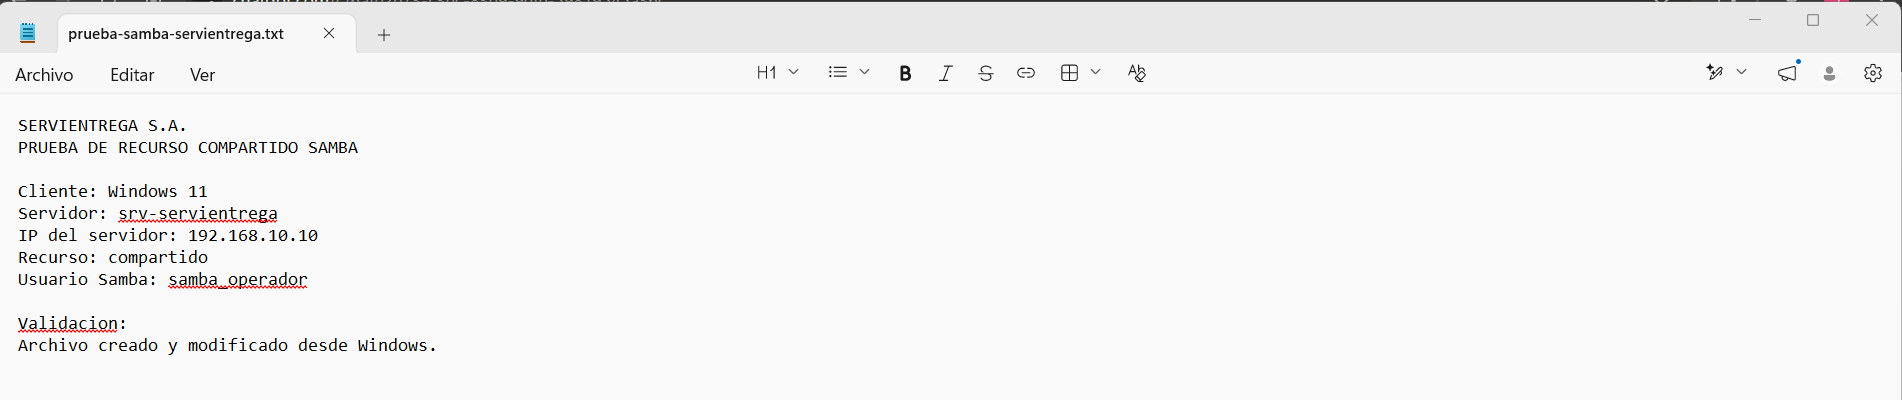 prueba-samba-servientrega.txt
Archivo Editar Ver H1 B I S
SERVIENTREGA S.A.
PRUEBA DE RECURSO COMPARTIDO SAMBA
Cliente: Windows 11
Servidor: srv-servientrega
IP del servidor: 192.168.10.10
Recurso: compartido
Usuario Samba: samba_operador
Validacion:
Archivo creado y modificado desde Windows.